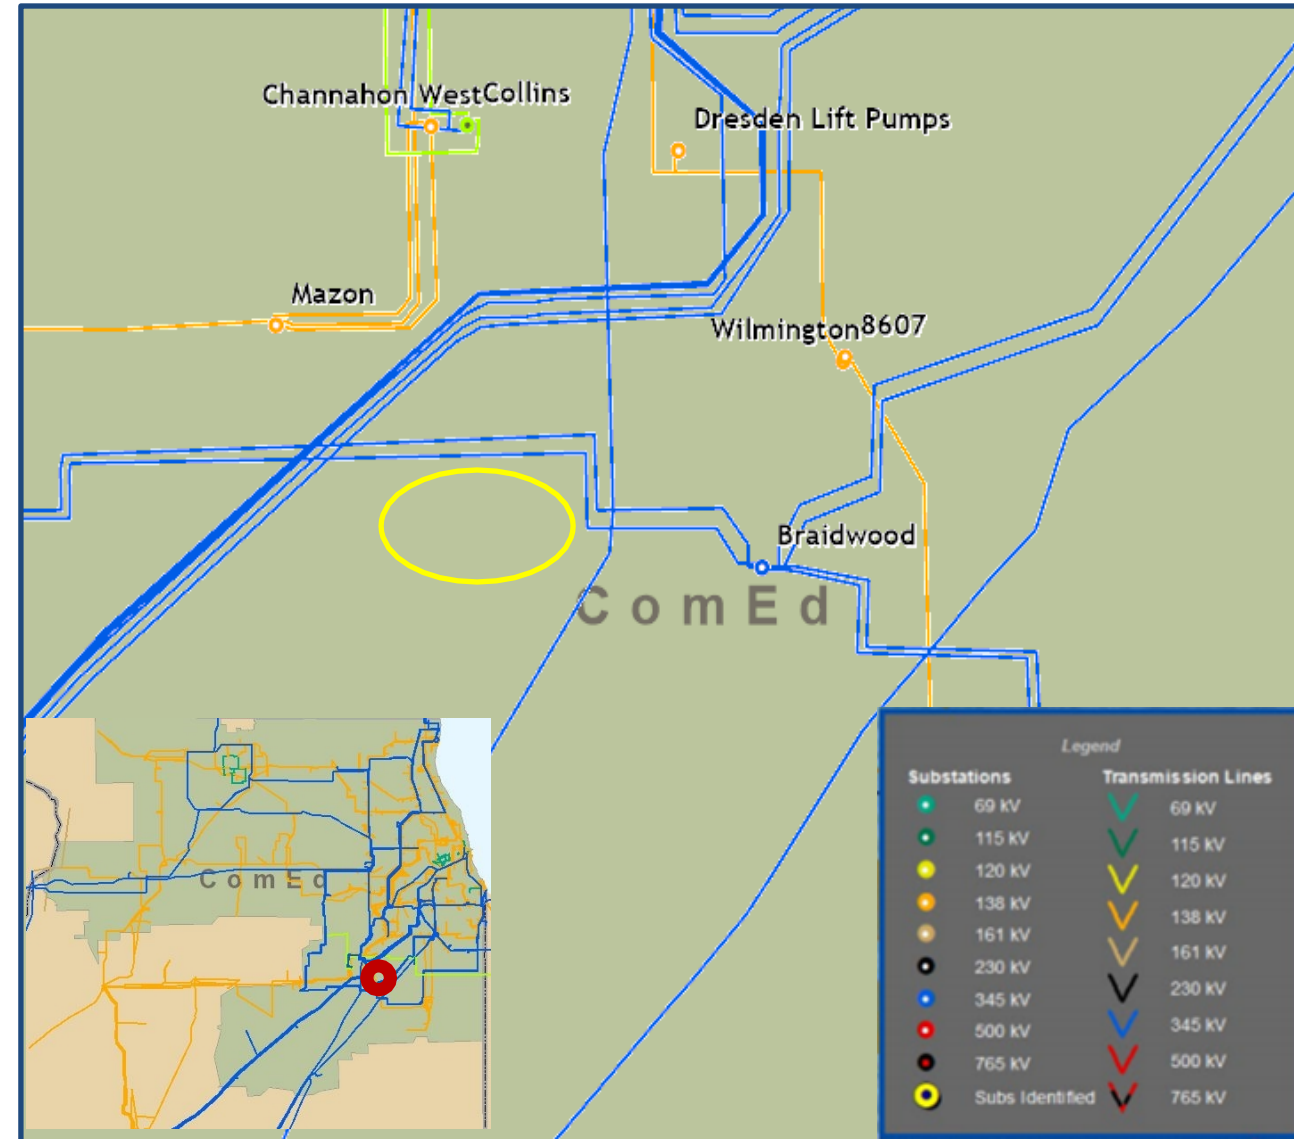 Channahon WestCollins
Dresden Lift Pumps
Mazon
Wilmington8607
Braidwood
ComEd
ComEd
Legend
Substations
Transmission Lines
69 kV
69 kV
115 kV
115 kV
120 kV
120 kV
138 kV
138 kV
161 kV
161 kV
230 kV
230 kV
345 kV
345 kV
500 kV
500 kV
765 kV
765 kV
Subs Identified